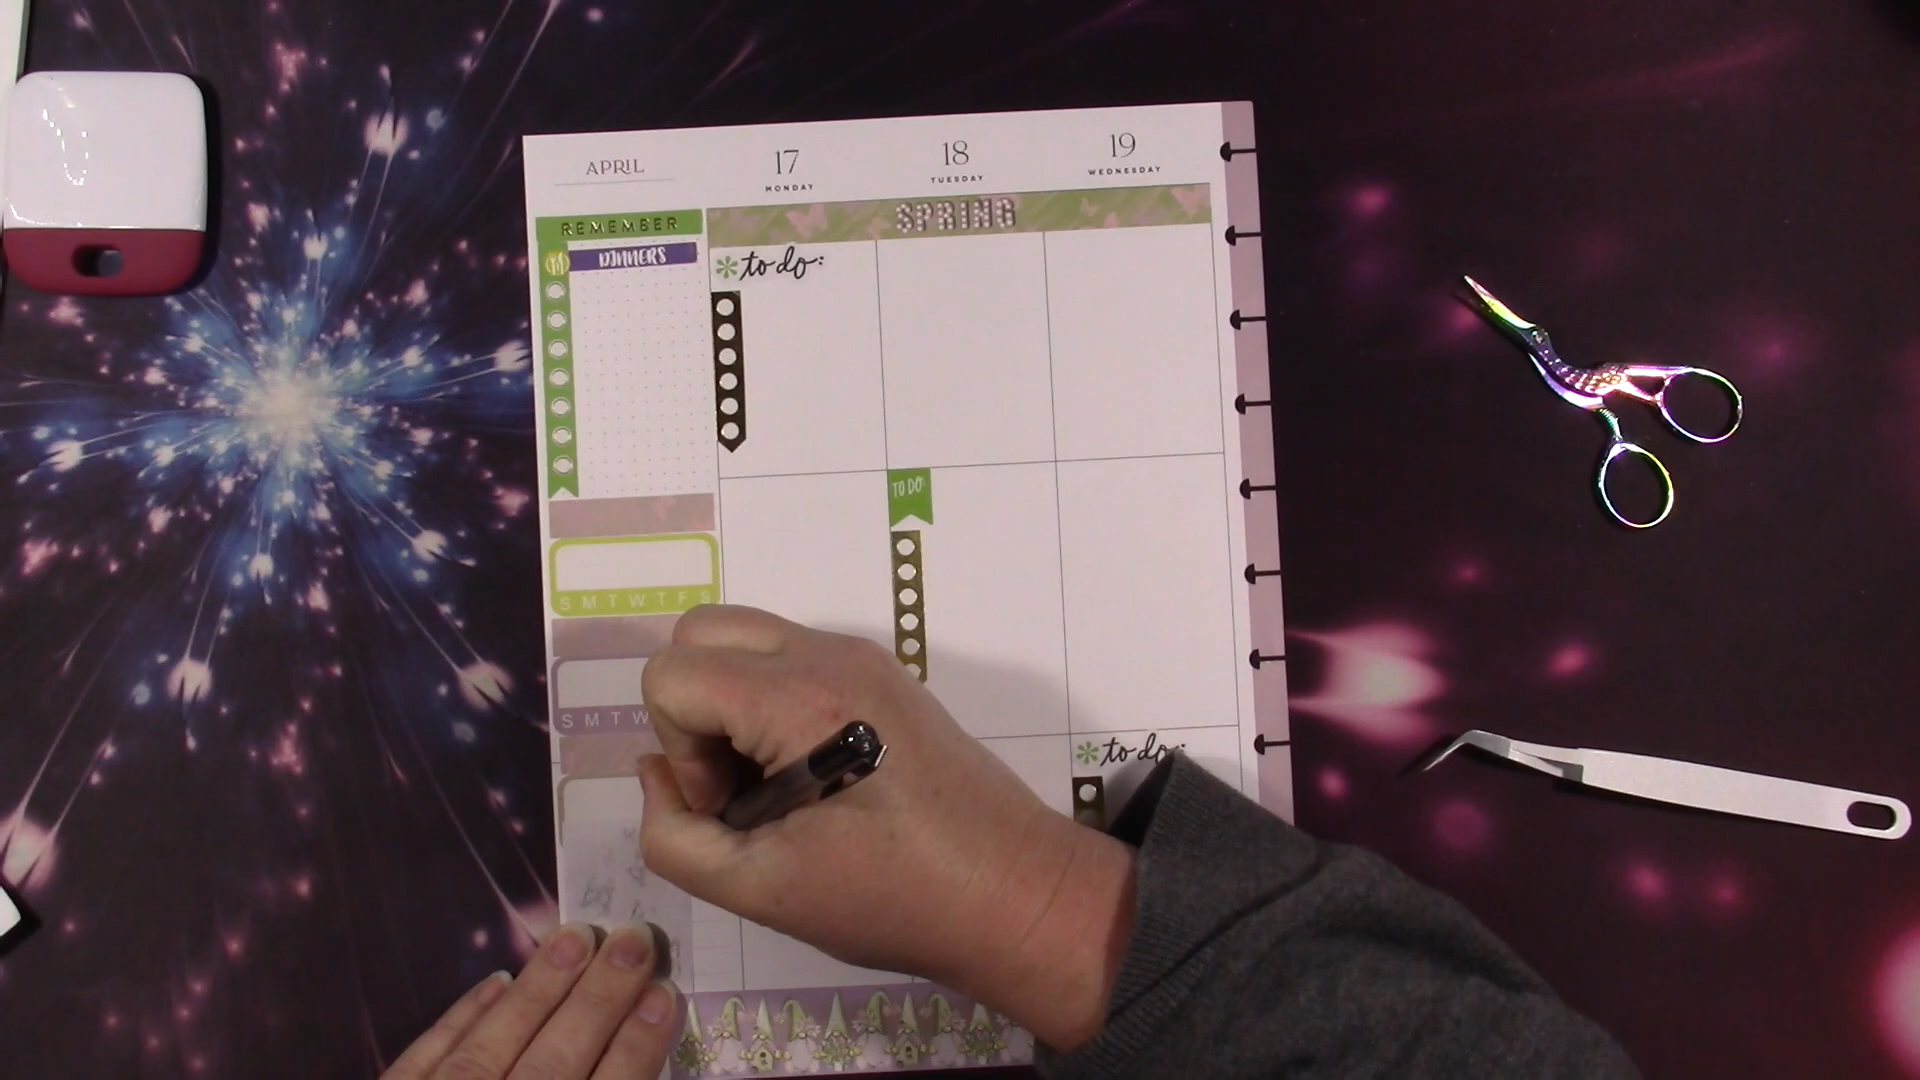 APRIL
17
MONDAY
18
TUESDAY
19
WEDNESDAY
REMEMBER
SPRING
DINNERS
to do:
TO DO:
S M T W T F S
S M T W
to do: